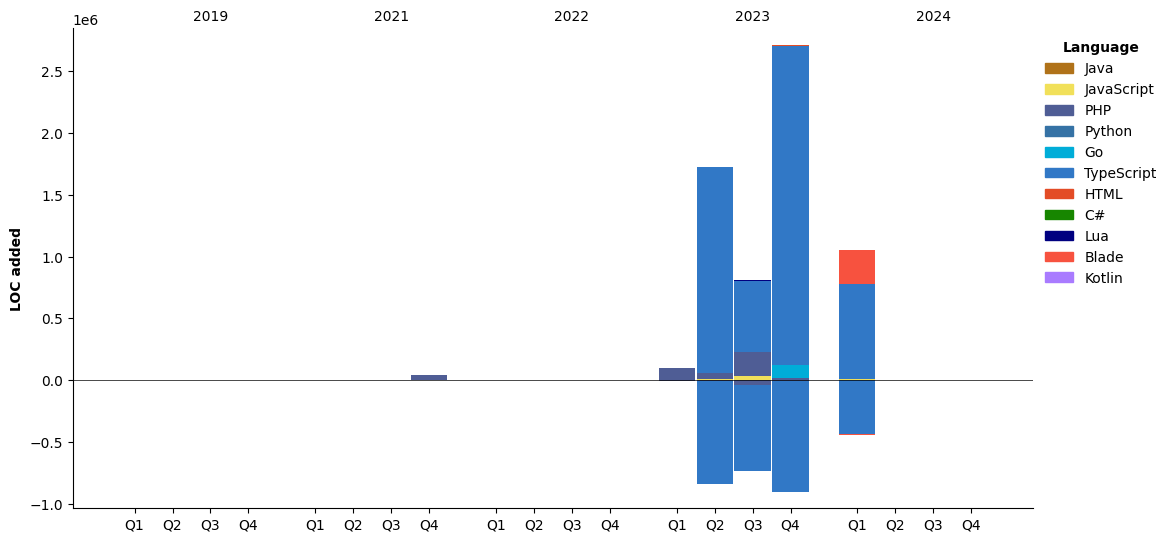 2019 2021 2022 2023 2024
1e6
Language
Java
JavaScript
PHP
Python
Go
TypeScript
HTML
C#
Lua
Blade
Kotlin
LOC added
2.5
2.0
1.5
1.0
0.5
0.0
−0.5
−1.0
Q1 Q2 Q3 Q4 Q1 Q2 Q3 Q4 Q1 Q2 Q3 Q4 Q1 Q2 Q3 Q4 Q1 Q2 Q3 Q4